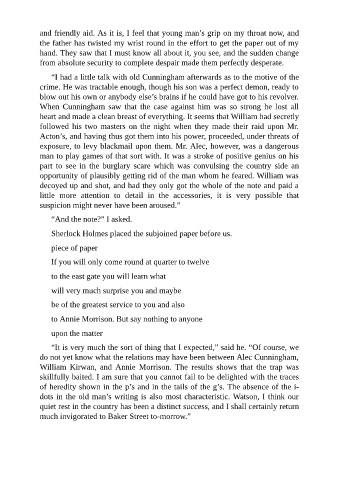 and friendly aid. As it is, I feel that young man’s grip on my throat now, and
the father has twisted my wrist round in the effort to get the paper out of my
hand. They saw that I must know all about it, you see, and the sudden change
from absolute security to complete despair made them perfectly desperate.
“I had a little talk with old Cunningham afterwards as to the motive of the
crime. He was tractable enough, though his son was a perfect demon, ready to
blow out his own or anybody else’s brains if he could have got to his revolver.
When Cunningham saw that the case against him was so strong he lost all
heart and made a clean breast of everything. It seems that William had secretly
followed his two masters on the night when they made their raid upon Mr.
Acton’s, and having thus got them into his power, proceeded, under threats of
exposure, to levy blackmail upon them. Mr. Alec, however, was a dangerous
man to play games of that sort with. It was a stroke of positive genius on his
part to see in the burglary scare which was convulsing the country side an
opportunity of plausibly getting rid of the man whom he feared. William was
decoyed up and shot, and had they only got the whole of the note and paid a
little more attention to detail in the accessories, it is very possible that
suspicion might never have been aroused.”
“And the note?” I asked.
Sherlock Holmes placed the subjoined paper before us.
piece of paper
If you will only come round at quarter to twelve
to the east gate you will learn what
will very much surprise you and maybe
be of the greatest service to you and also
to Annie Morrison. But say nothing to anyone
upon the matter
“It is very much the sort of thing that I expected,” said he. “Of course, we
do not yet know what the relations may have been between Alec Cunningham,
William Kirwan, and Annie Morrison. The results shows that the trap was
skillfully baited. I am sure that you cannot fail to be delighted with the traces
of heredity shown in the p’s and in the tails of the g’s. The absence of the i-
dots in the old man’s writing is also most characteristic. Watson, I think our
quiet rest in the country has been a distinct success, and I shall certainly return
much invigorated to Baker Street to-morrow.”